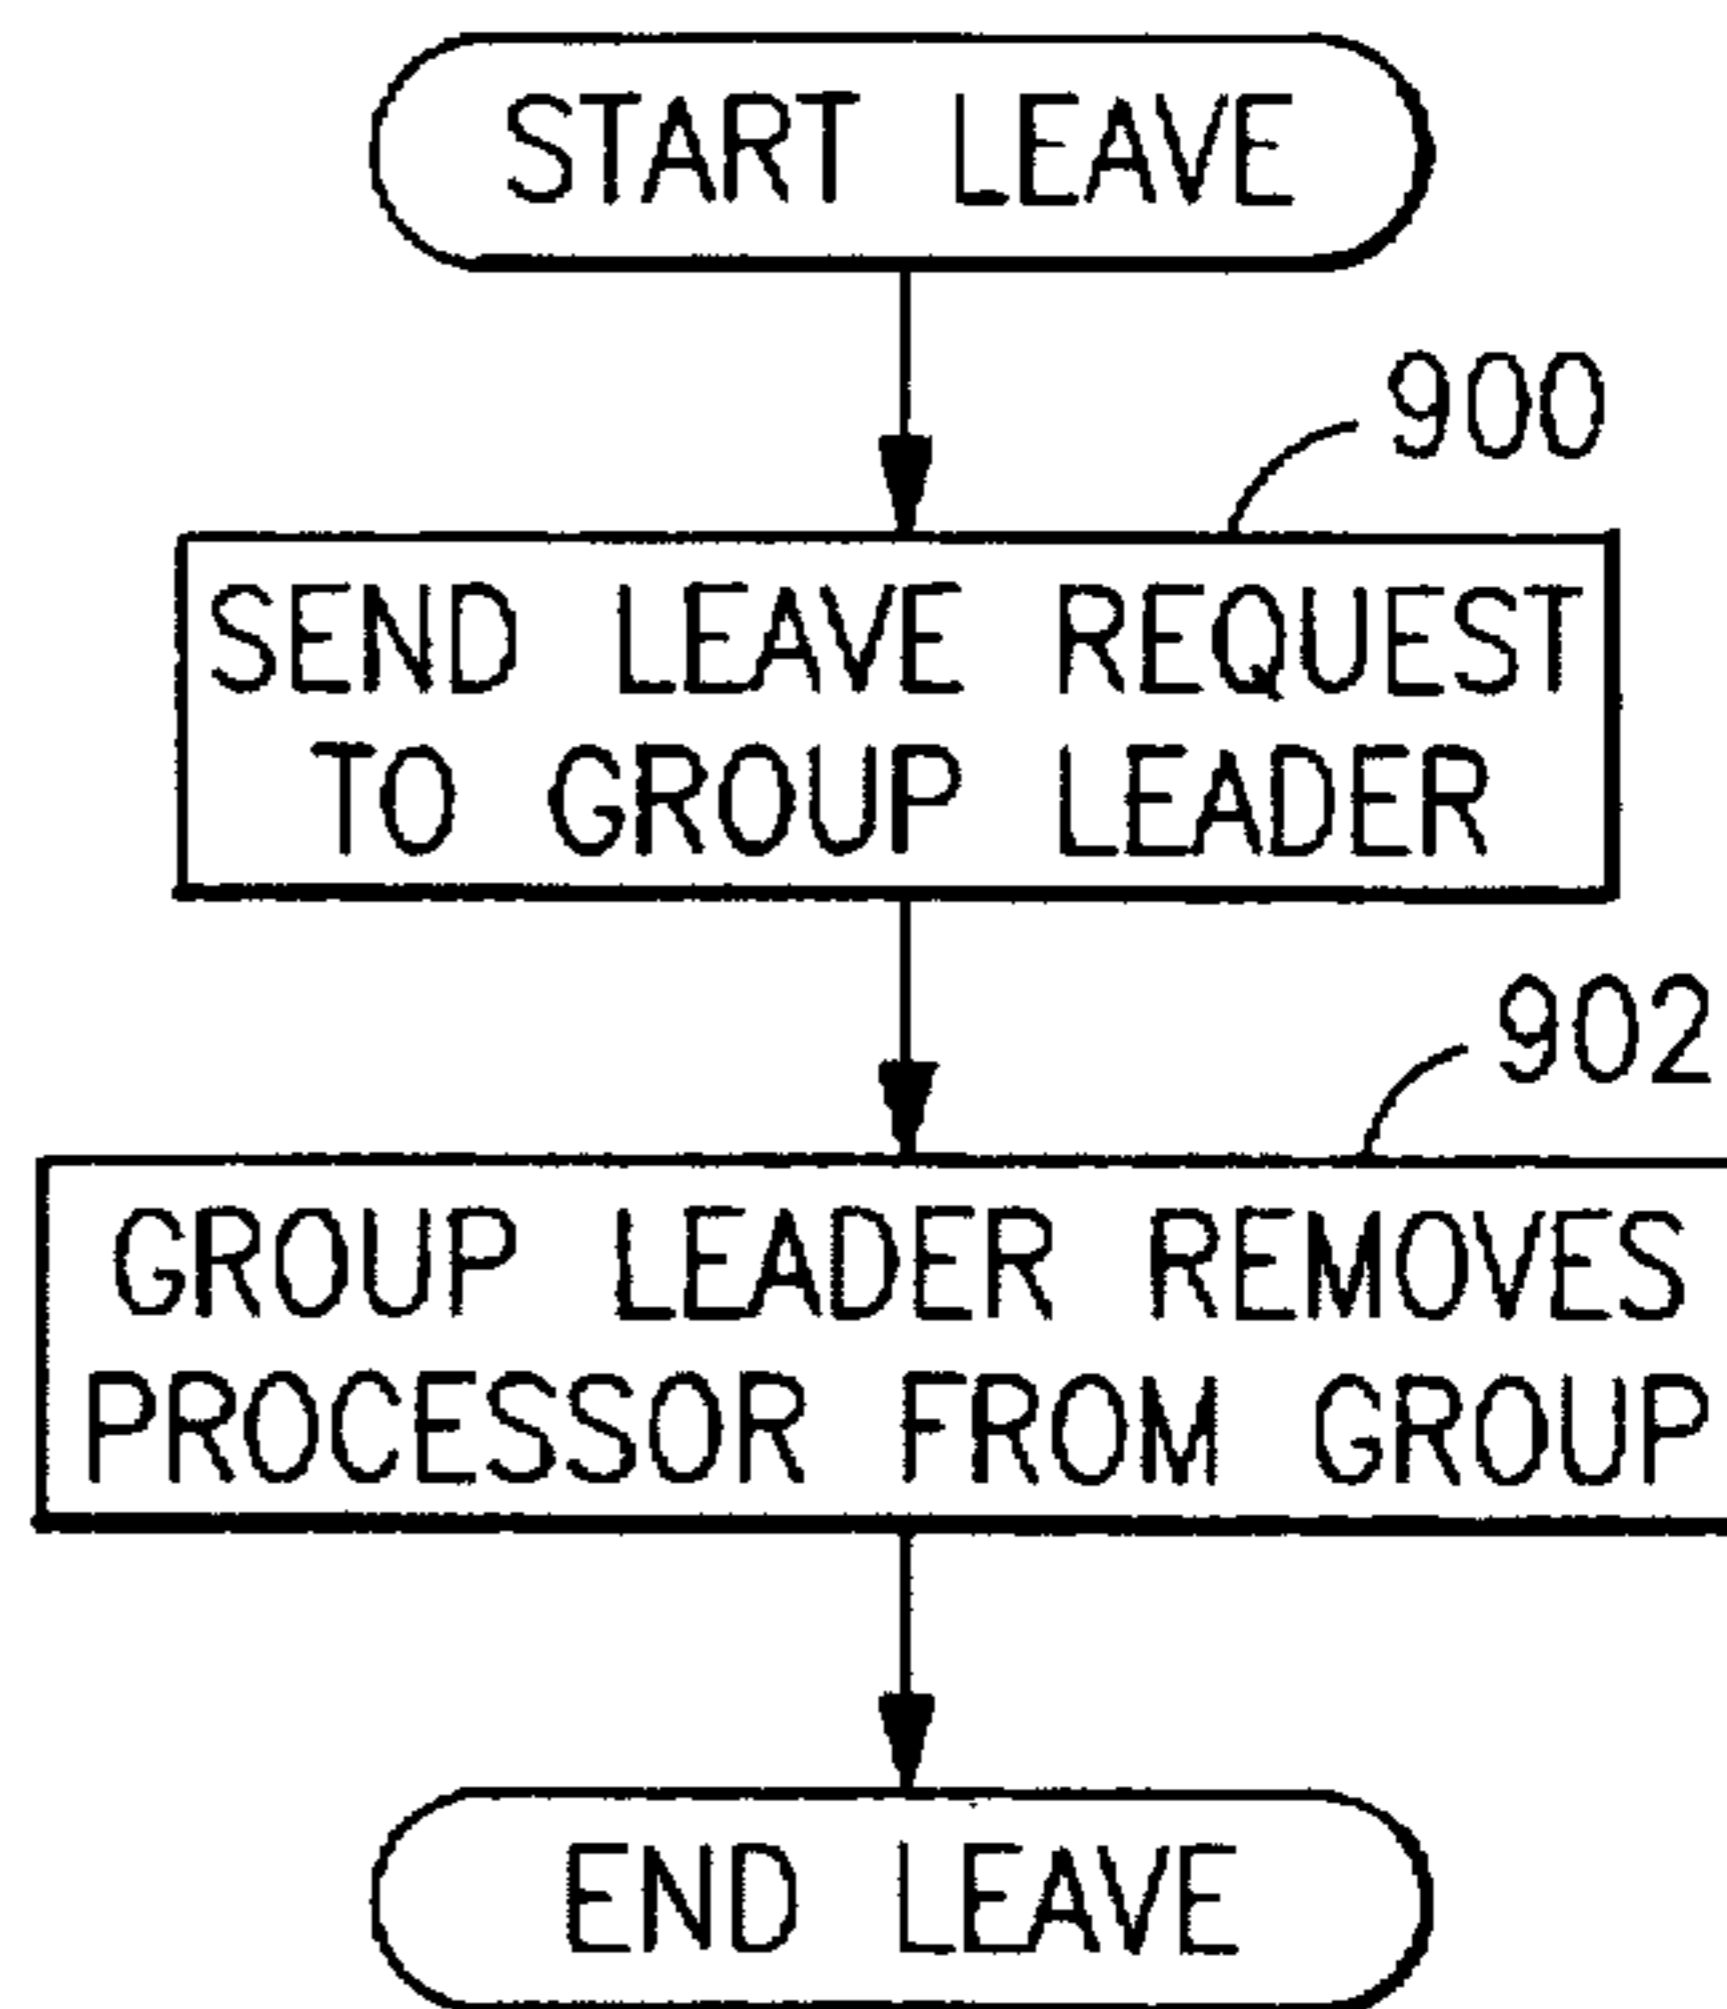 START LEAVE
900
SEND LEAVE REQUEST
TO GROUP LEADER
902
GROUP LEADER REMOVES
PROCESSOR FROM GROUP
END LEAVE